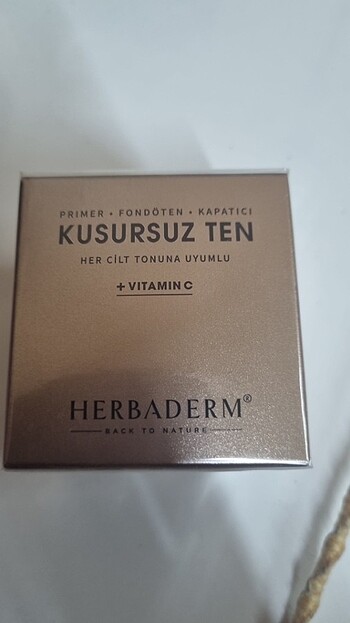 PRIMER • FONDÖTEN • KAPATICI
KUSURSUZ TEN
HER CİLT TONUNA UYUMLU
+ VITAMIN C
HERBADERM®
BACK TO NATURE